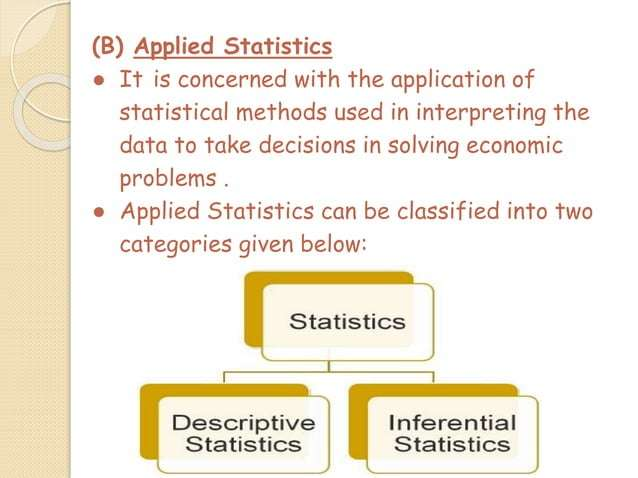 (B) Applied Statistics
● It is concerned with the application of
statistical methods used in interpreting the
data to take decisions in solving economic
problems .
● Applied Statistics can be classified into two
categories given below:
Statistics
Descriptive
Statistics
Inferential
Statistics